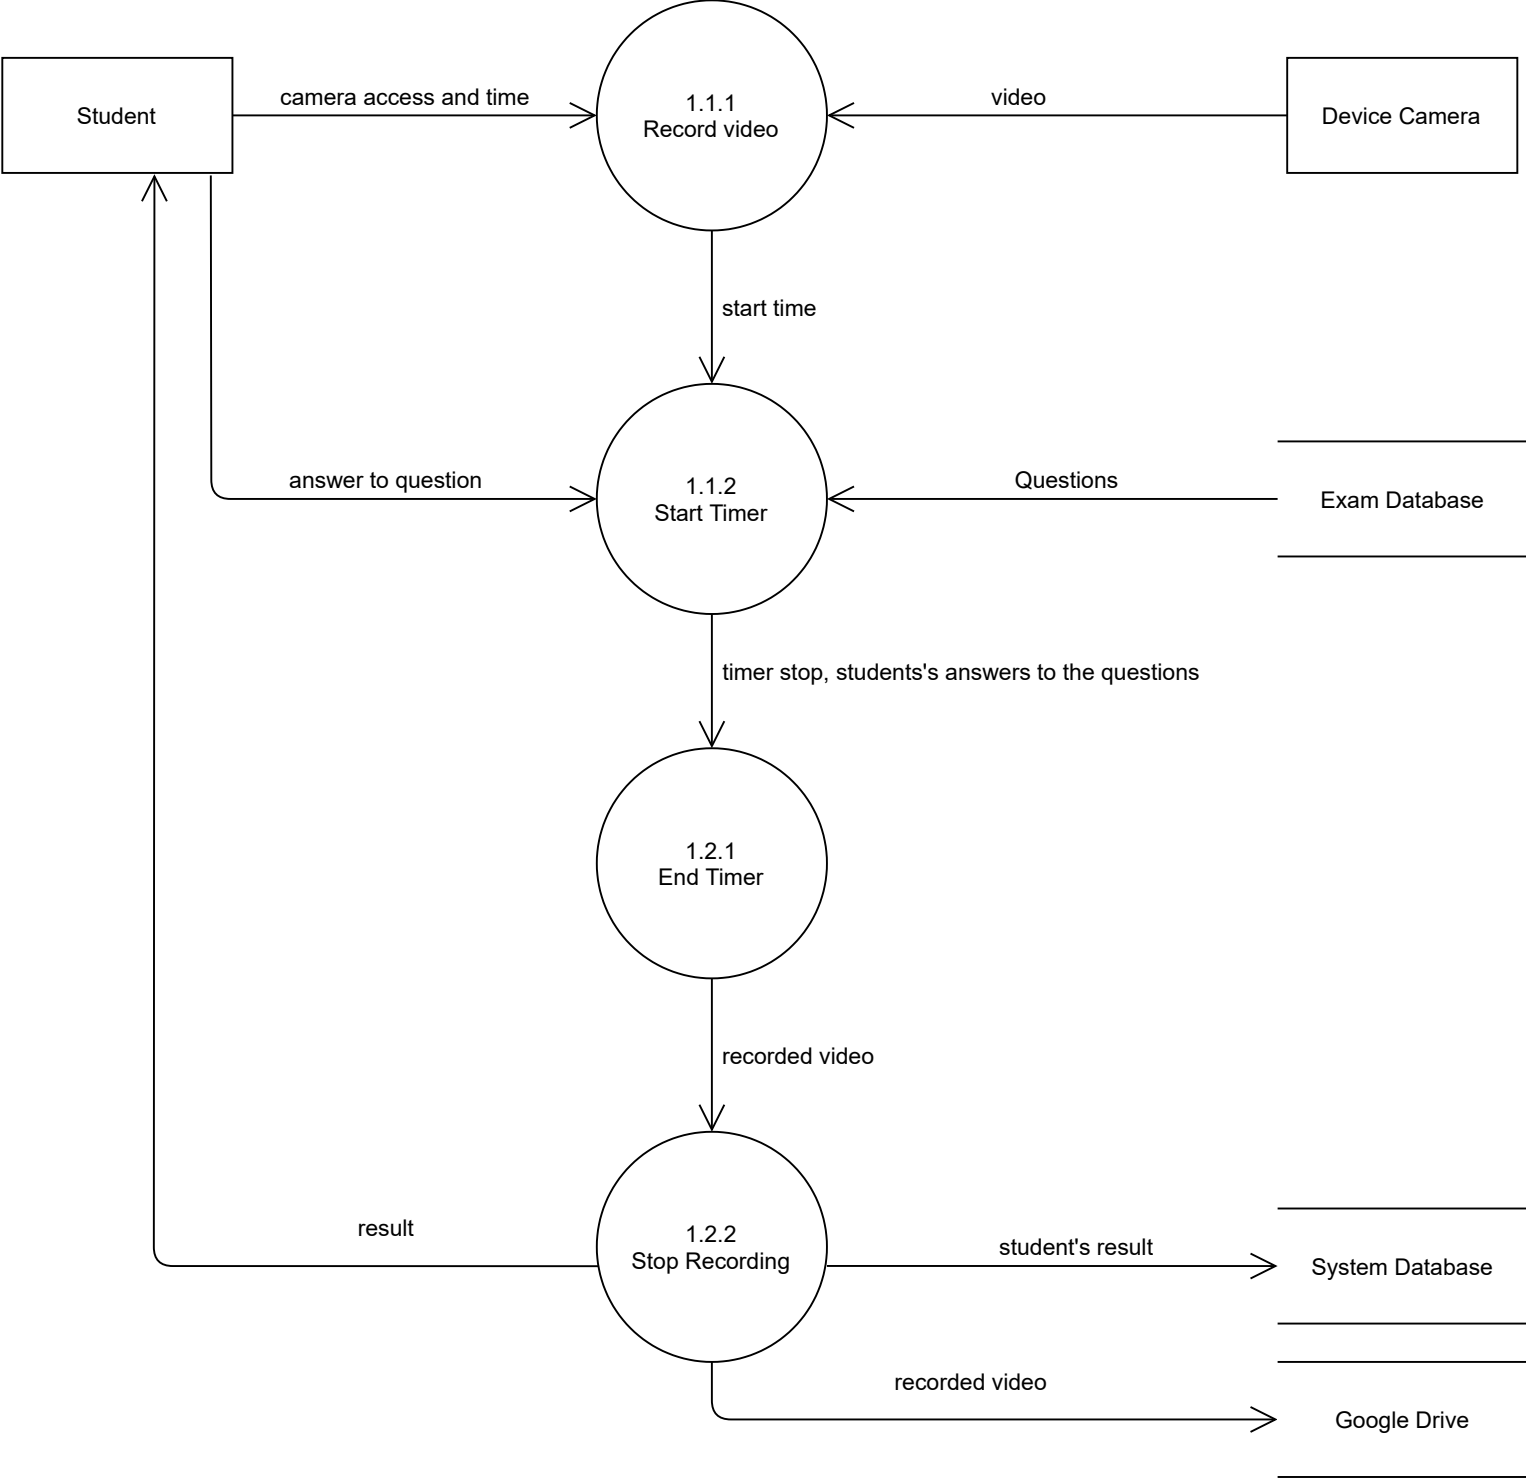 Student
camera access and time
1.1.1
Record video
video
Device Camera
start time
answer to question
1.1.2
Start Timer
Questions
Exam Database
timer stop, students's answers to the questions
1.2.1
End Timer
recorded video
result
1.2.2
Stop Recording
student's result
System Database
recorded video
Google Drive